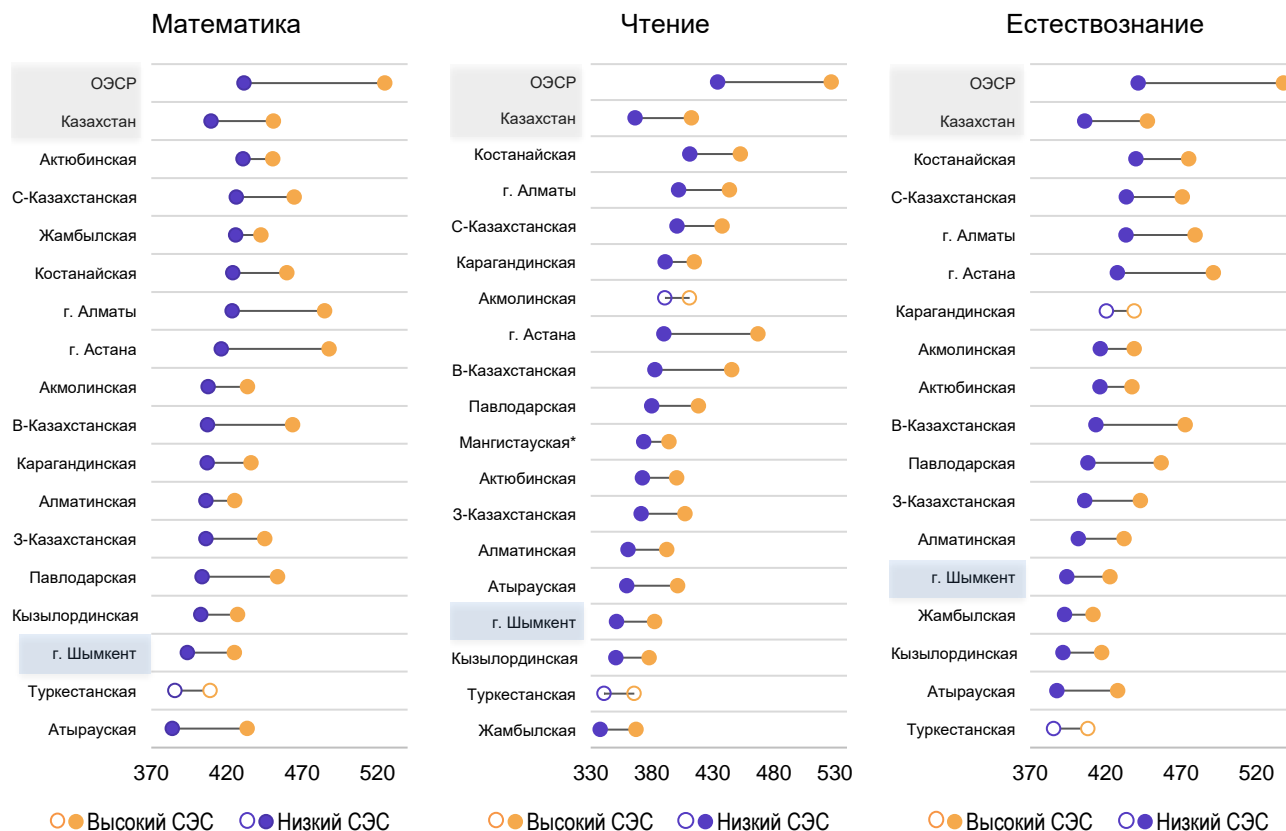 Математика
ОЭСР
Казахстан
Актюбинская
С-Казахстанская
Жамбылская
Костанайская
г. Алматы
г. Астана
Акмолинская
В-Казахстанская
Карагандинская
Алматинская
З-Казахстанская
Павлодарская
Кызылординская
г. Шымкент
Туркестанская
Атырауская
370 420 470 520
Высокий СЭС Низкий СЭС
Чтение
ОЭСР
Казахстан
Костанайская
г. Алматы
С-Казахстанская
Карагандинская
Акмолинская
г. Астана
В-Казахстанская
Павлодарская
Мангистауская*
Актюбинская
З-Казахстанская
Алматинская
Атырауская
г. Шымкент
Кызылординская
Туркестанская
Жамбылская
330 380 430 480 530
Высокий СЭС Низкий СЭС
Естествознание
ОЭСР
Казахстан
Костанайская
С-Казахстанская
г. Алматы
г. Астана
Карагандинская
Акмолинская
Актюбинская
В-Казахстанская
Павлодарская
З-Казахстанская
Алматинская
г. Шымкент
Жамбылская
Кызылординская
Атырауская
Туркестанская
370 420 470 520
Высокий СЭС Низкий СЭС